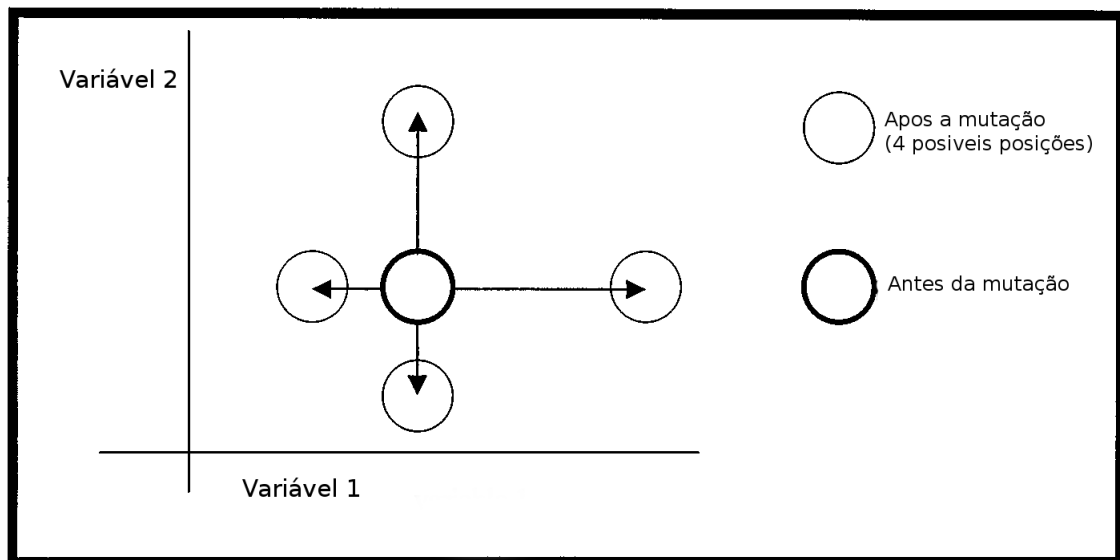 Variável 2
Apos a mutação
(4 posiveis posições)
Antes da mutação
Variável 1